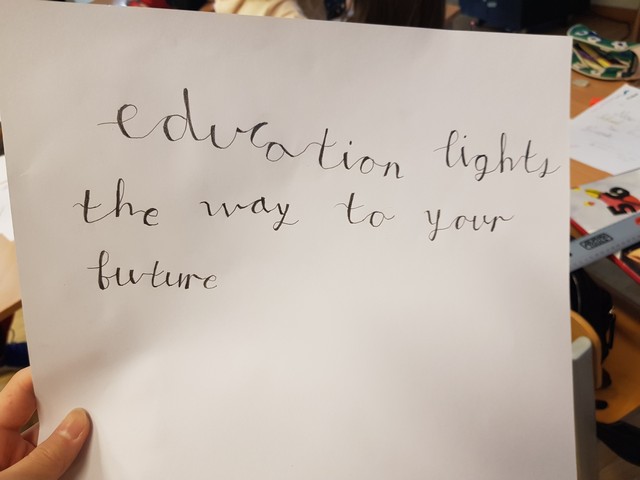 education lights
the way to your
future